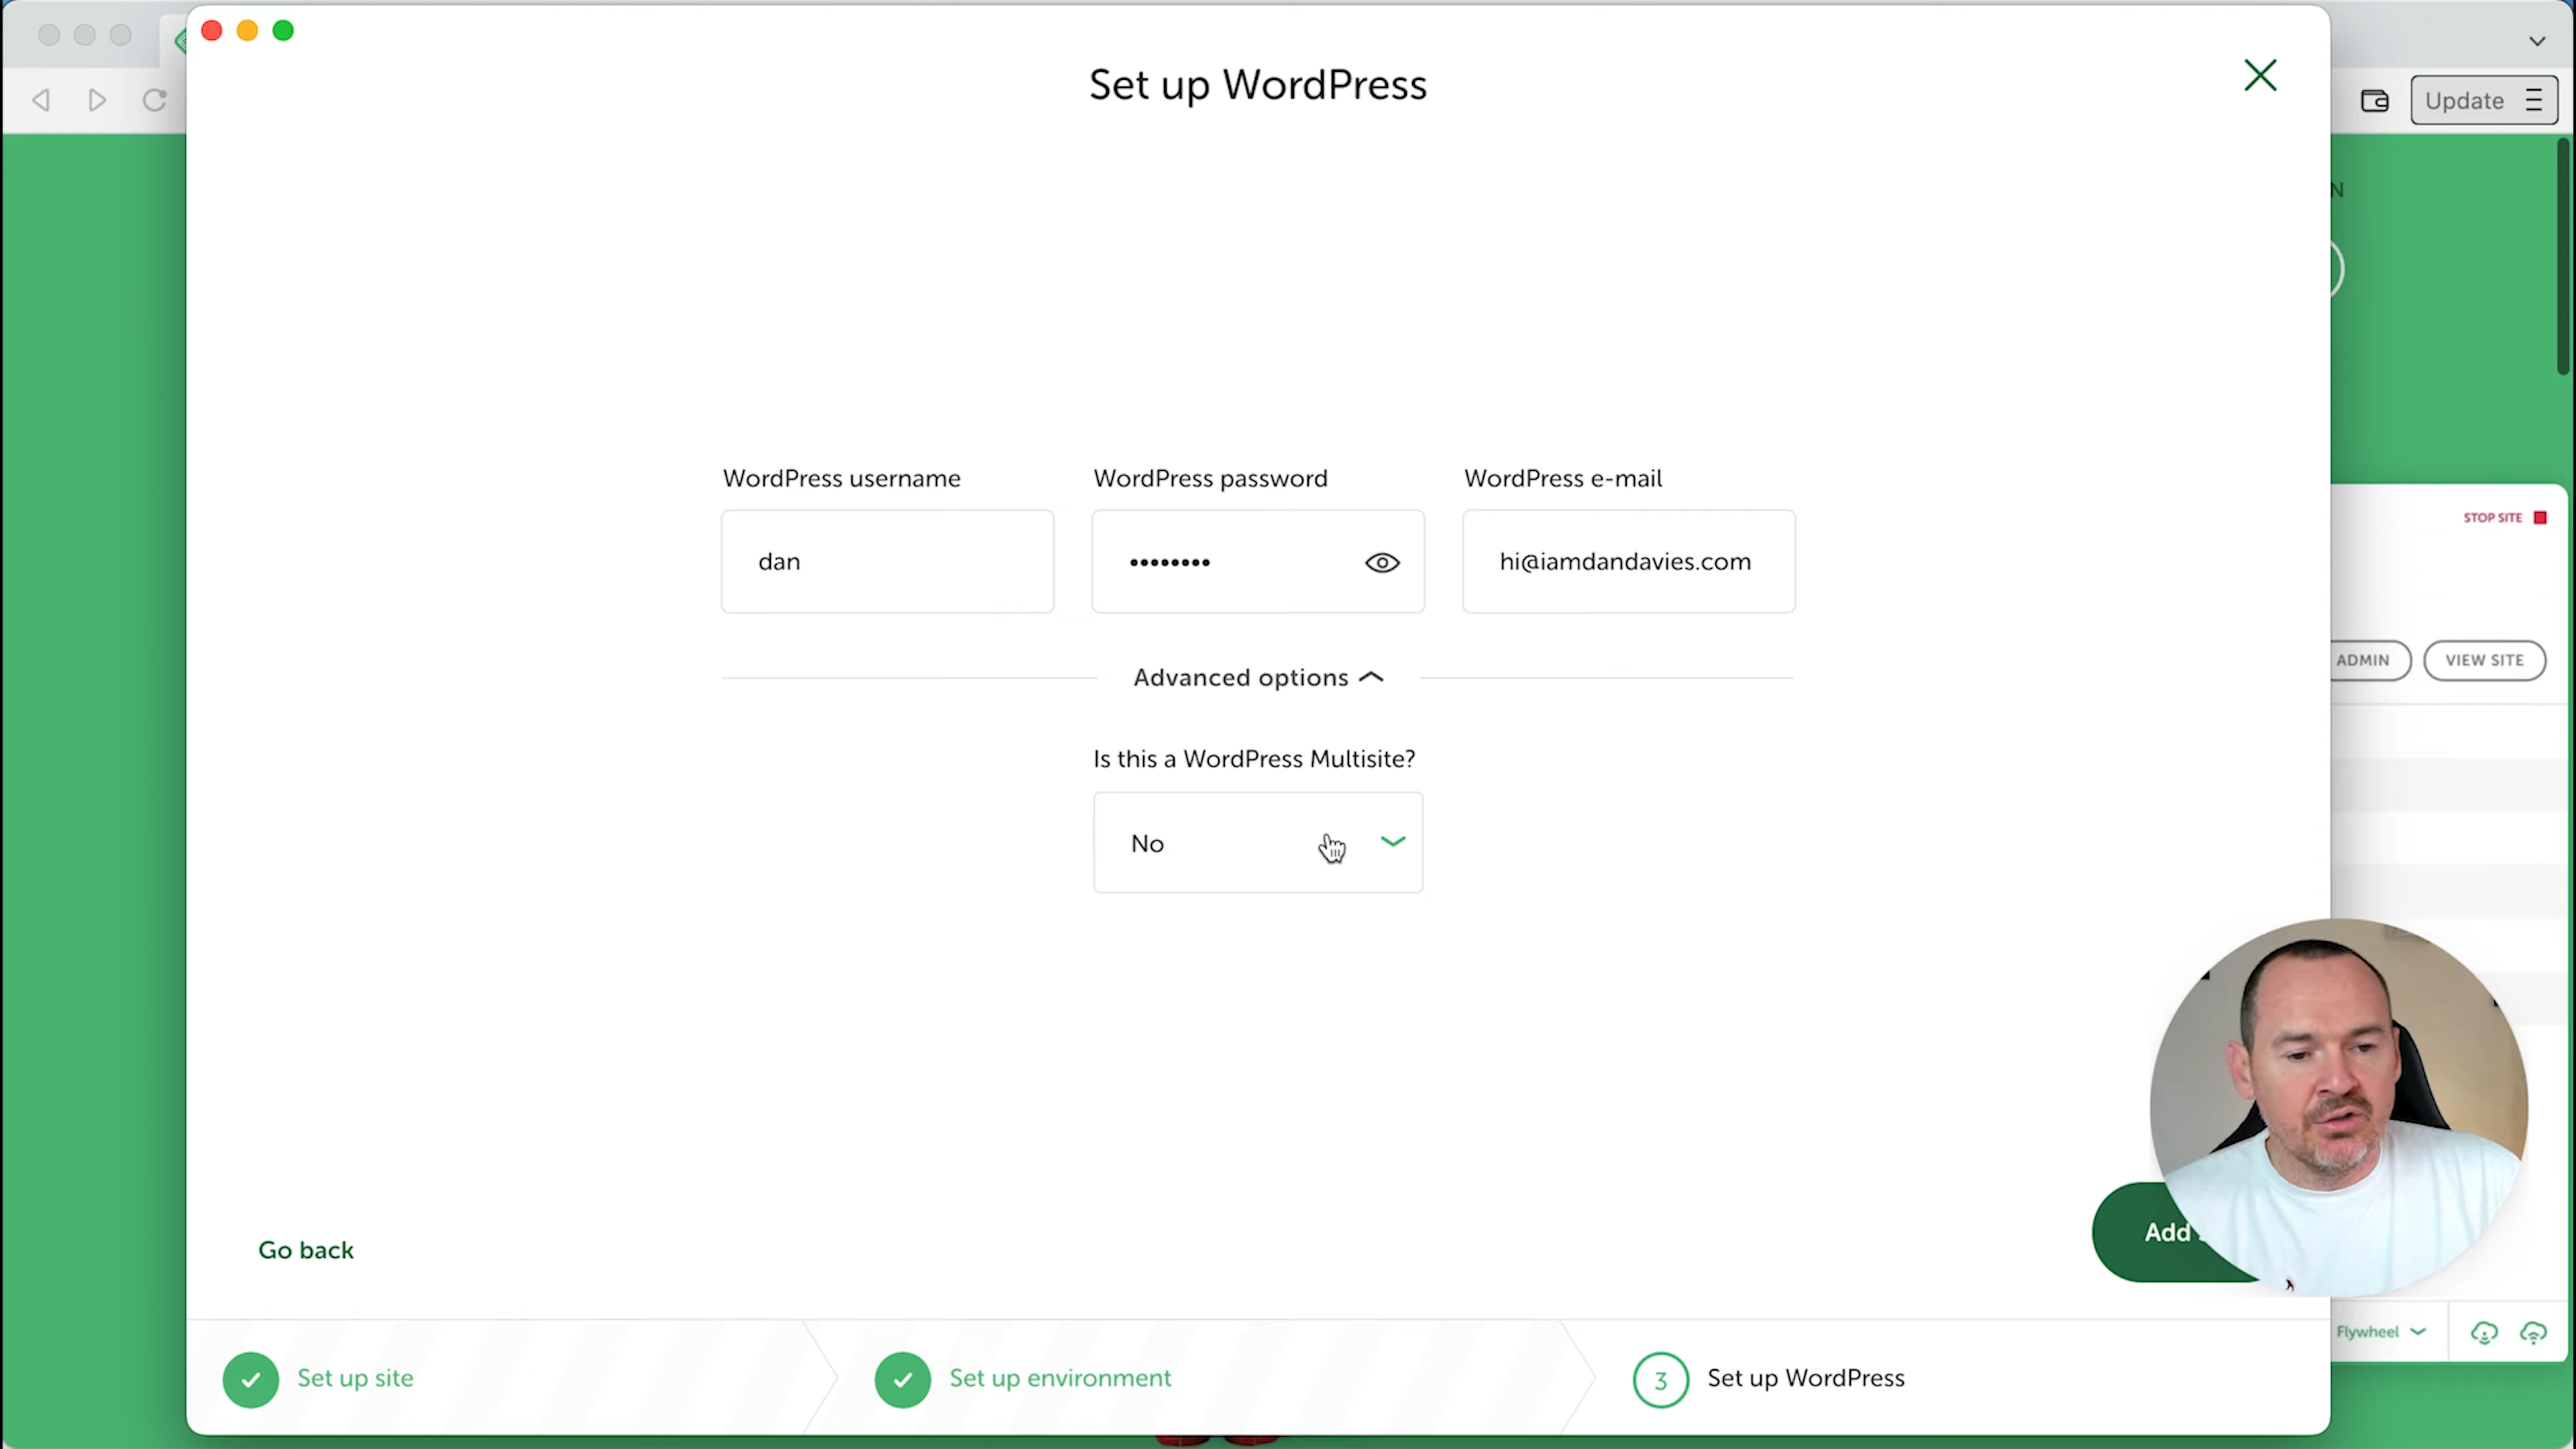 Set up WordPress
Update
WordPress username
WordPress password
WordPress e-mail
dan
••••••••
hi@iamdandavies.com
STOP SITE
Advanced options
ADMIN
VIEW SITE
Is this a WordPress Multisite?
No
Add
Go back
Flywheel
Set up site
Set up environment
3
Set up WordPress